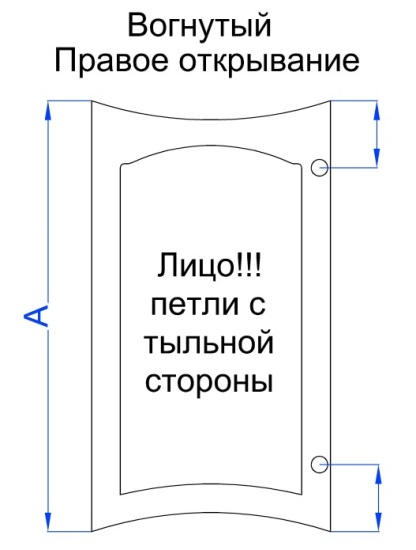 Вогнутый
Правое открывание
А
Лицо!!!
петли с
тыльной
стороны